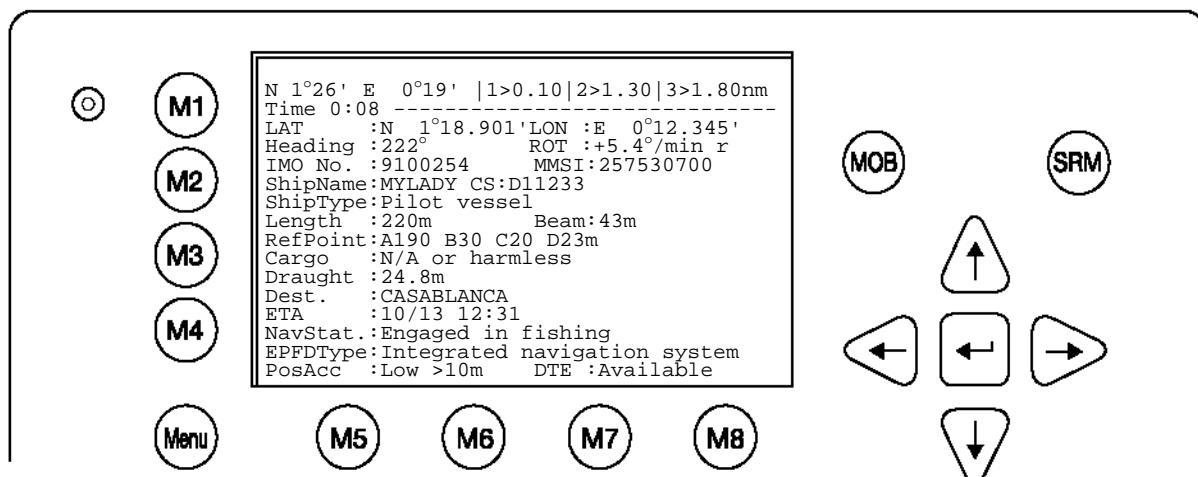 N 1°26' E 0°19' |1>0.10|2>1.30|3>1.80nm
Time 0:08 --------------------------------
LAT :N 1°18.901'LON :E 0°12.345'
Heading :222° ROT :+5.4°/min r
IMO No. :9100254 MMSI:257530700
ShipName:MYLADY CS:D11233
ShipType:Pilot vessel
Length :220m Beam:43m
RefPoint:A190 B30 C20 D23m
Cargo :N/A or harmless
Draught :24.8m
Dest. :CASABLANCA
ETA :10/13 12:31
NavStat.:Engaged in fishing
EPFDType:Integrated navigation system
PosAcc :Low >10m DTE :Available
M1
M2
M3
M4
Menu
M5 M6 M7 M8
MOB SRM